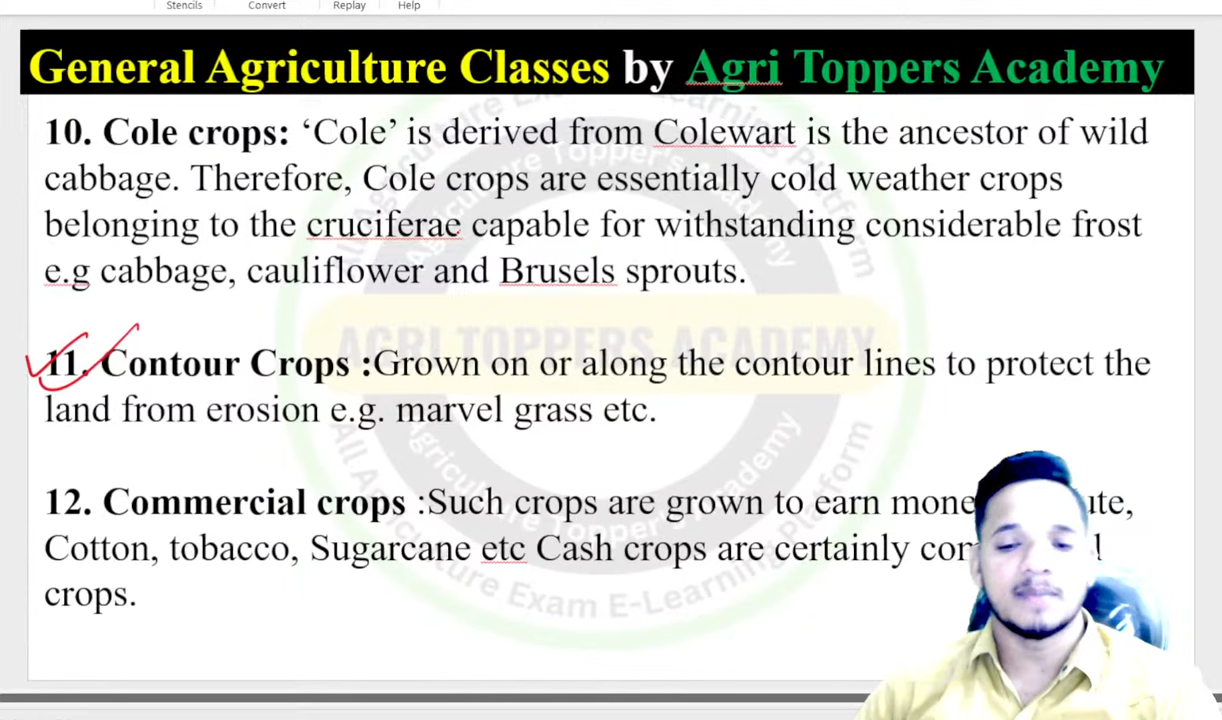 Stencils Convert Replay Help
General Agriculture Classes by Agri Toppers Academy
10. Cole crops: ‘Cole’ is derived from Colewart is the ancestor of wild
cabbage. Therefore, Cole crops are essentially cold weather crops
belonging to the cruciferae capable for withstanding considerable frost
e.g cabbage, cauliflower and Brusels sprouts.
11. Contour Crops :Grown on or along the contour lines to protect the
land from erosion e.g. marvel grass etc.
AGRI TOPPERS ACADEMY
12. Commercial crops :Such crops are grown to earn
Cotton, tobacco, Sugarcane etc Cash crops are certainly
crops.